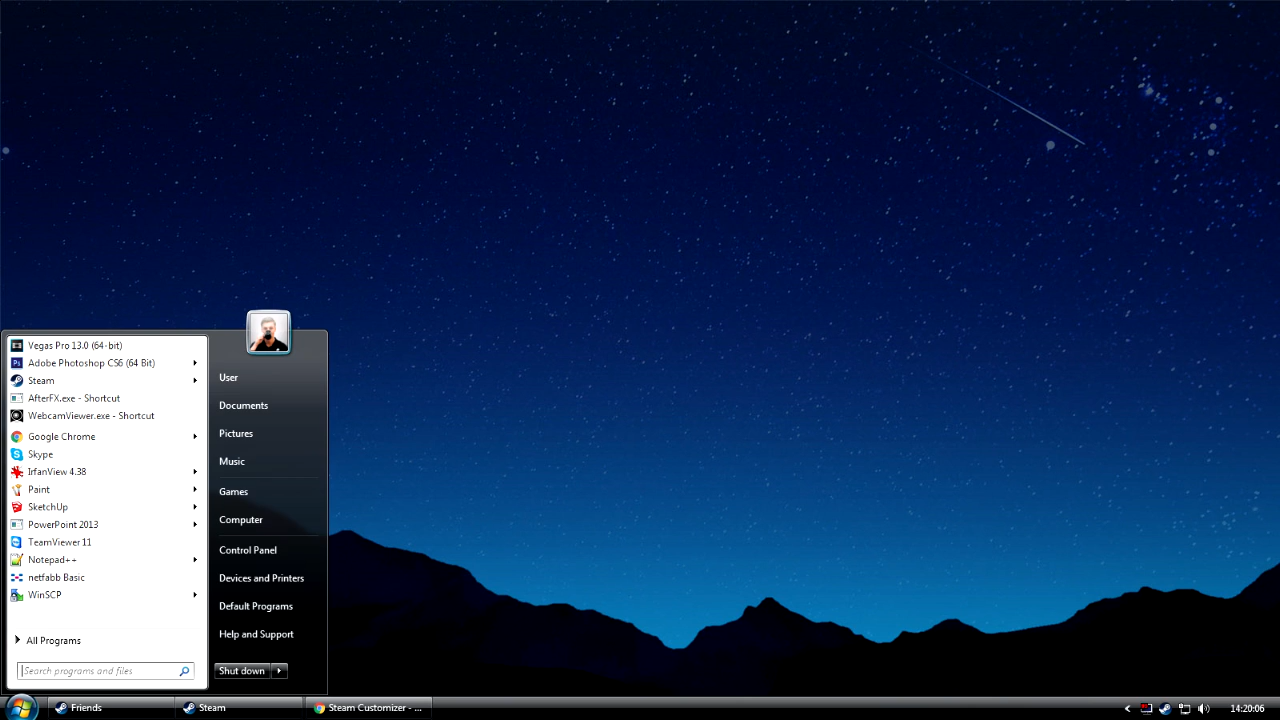 Vegas Pro 13.0 (64-bit)
Adobe Photoshop CS6 (64 Bit)
Steam
AfterFX.exe - Shortcut
WebcamViewer.exe - Shortcut
Google Chrome
Skype
IrfanView 4.38
Paint
SketchUp
PowerPoint 2013
TeamViewer 11
Notepad++
netfabb Basic
WinSCP
All Programs
Search programs and files
User
Documents
Pictures
Music
Games
Computer
Control Panel
Devices and Printers
Default Programs
Help and Support
Shut down
Friends
Steam
Steam Customizer - ...
14:20:06